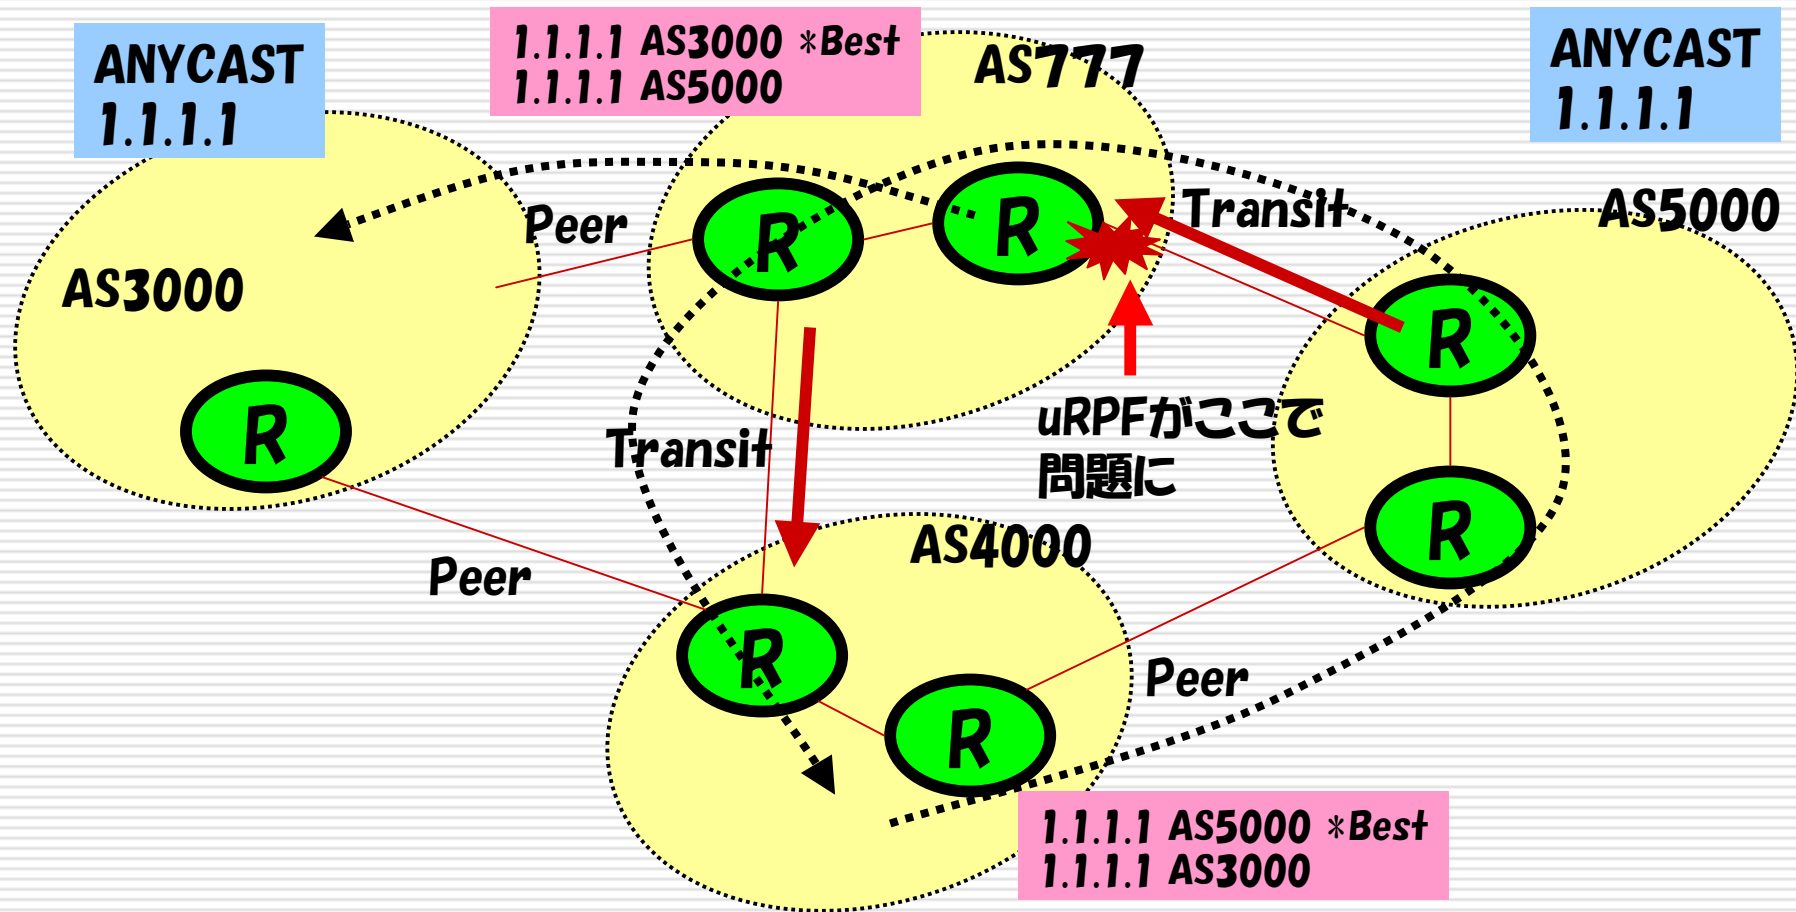 ANYCAST
1.1.1.1
1.1.1.1 AS3000 *Best
1.1.1.1 AS5000
AS777
ANYCAST
1.1.1.1
Peer
R
R
Transit
AS5000
AS3000
R
R
Transit
uRPFがここで
問題に
R
AS4000
Peer
R
R
Peer
1.1.1.1 AS5000 *Best
1.1.1.1 AS3000